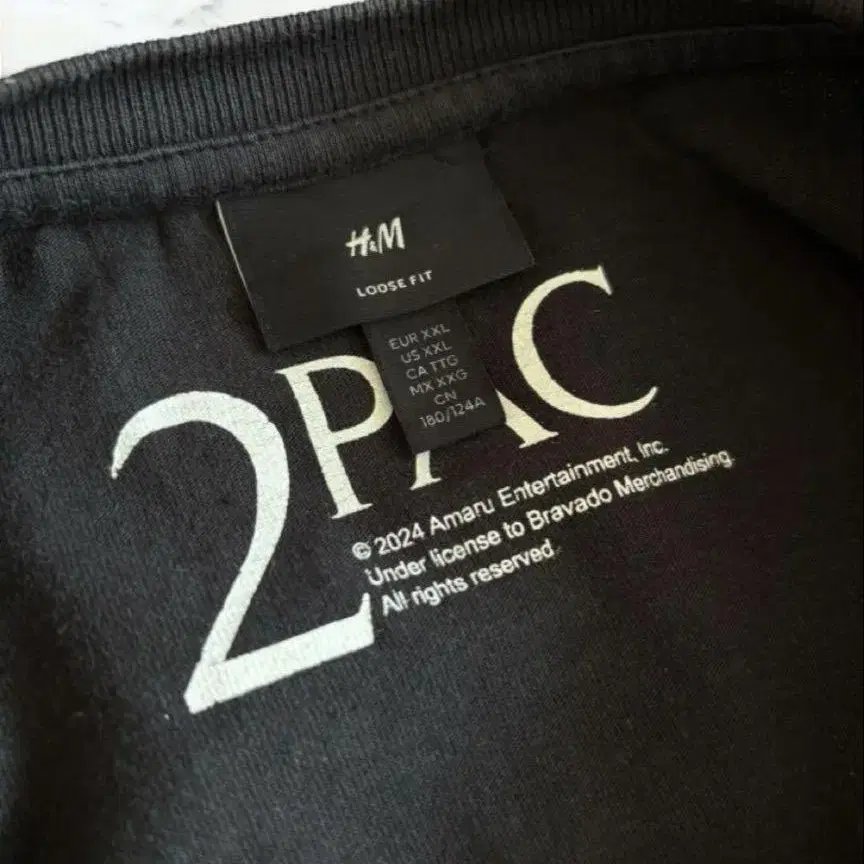 H&M
LOOSE FIT
EUR XXL
US XXL
CA TTG
MX XXG
CN
180/124A
2PAC
© 2024 Amaru Entertainment, Inc.
Under license to Bravado Merchandising.
All rights reserved